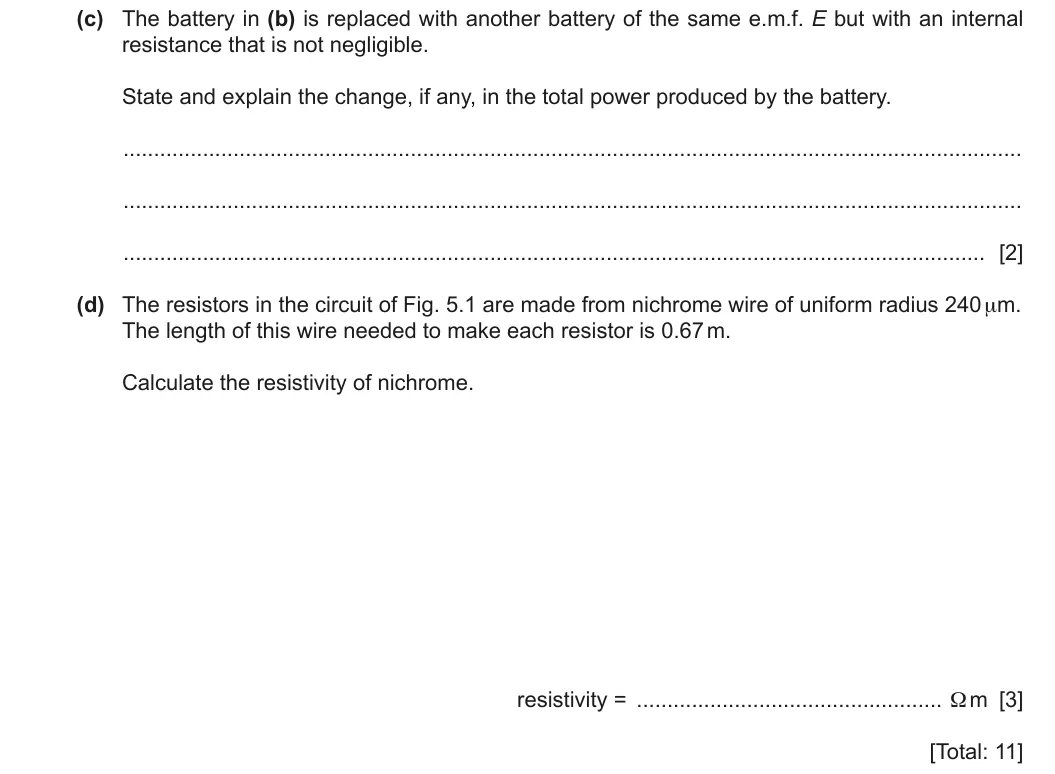 (c) The battery in (b) is replaced with another battery of the same e.m.f. E but with an internal
resistance that is not negligible.
State and explain the change, if any, in the total power produced by the battery.
..........................................................................................................................................................
..........................................................................................................................................................
.................................................................................................................................................... [2]
(d) The resistors in the circuit of Fig. 5.1 are made from nichrome wire of uniform radius 240 μm.
The length of this wire needed to make each resistor is 0.67 m.
Calculate the resistivity of nichrome.
resistivity = .................................................. Ω m [3]
[Total: 11]